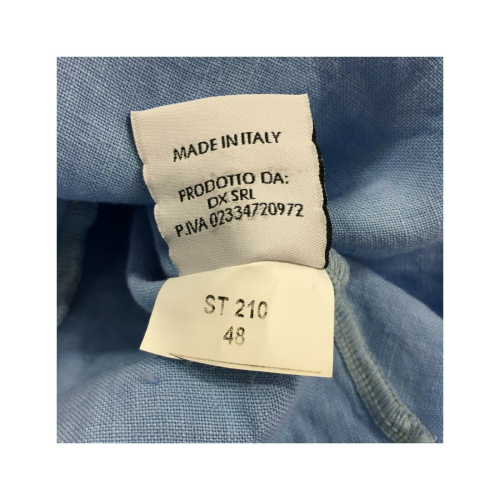 MADE IN ITALY
PRODOTTO DA:
DX SRL
P.IVA 02334720972
ST 210
48